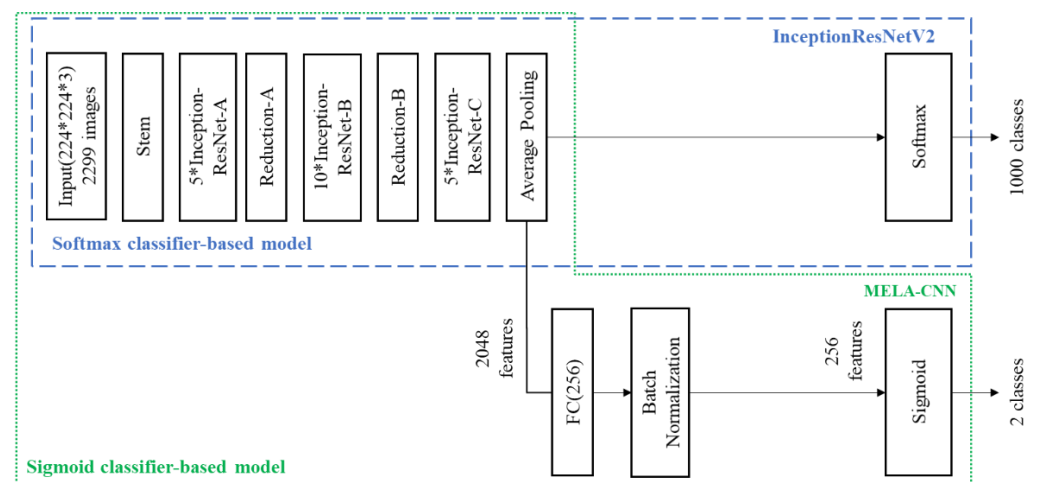 InceptionResNetV2
Input(224*224*3)
2299 images
Stem
5*Inception-
ResNet-A
Reduction-A
10*Inception-
ResNet-B
Reduction-B
5*Inception-
ResNet-C
Average Pooling
Softmax
1000 classes
Softmax classifier-based model
MELA-CNN
2048
features
FC(256)
Batch
Normalization
256
features
Sigmoid
2 classes
Sigmoid classifier-based model